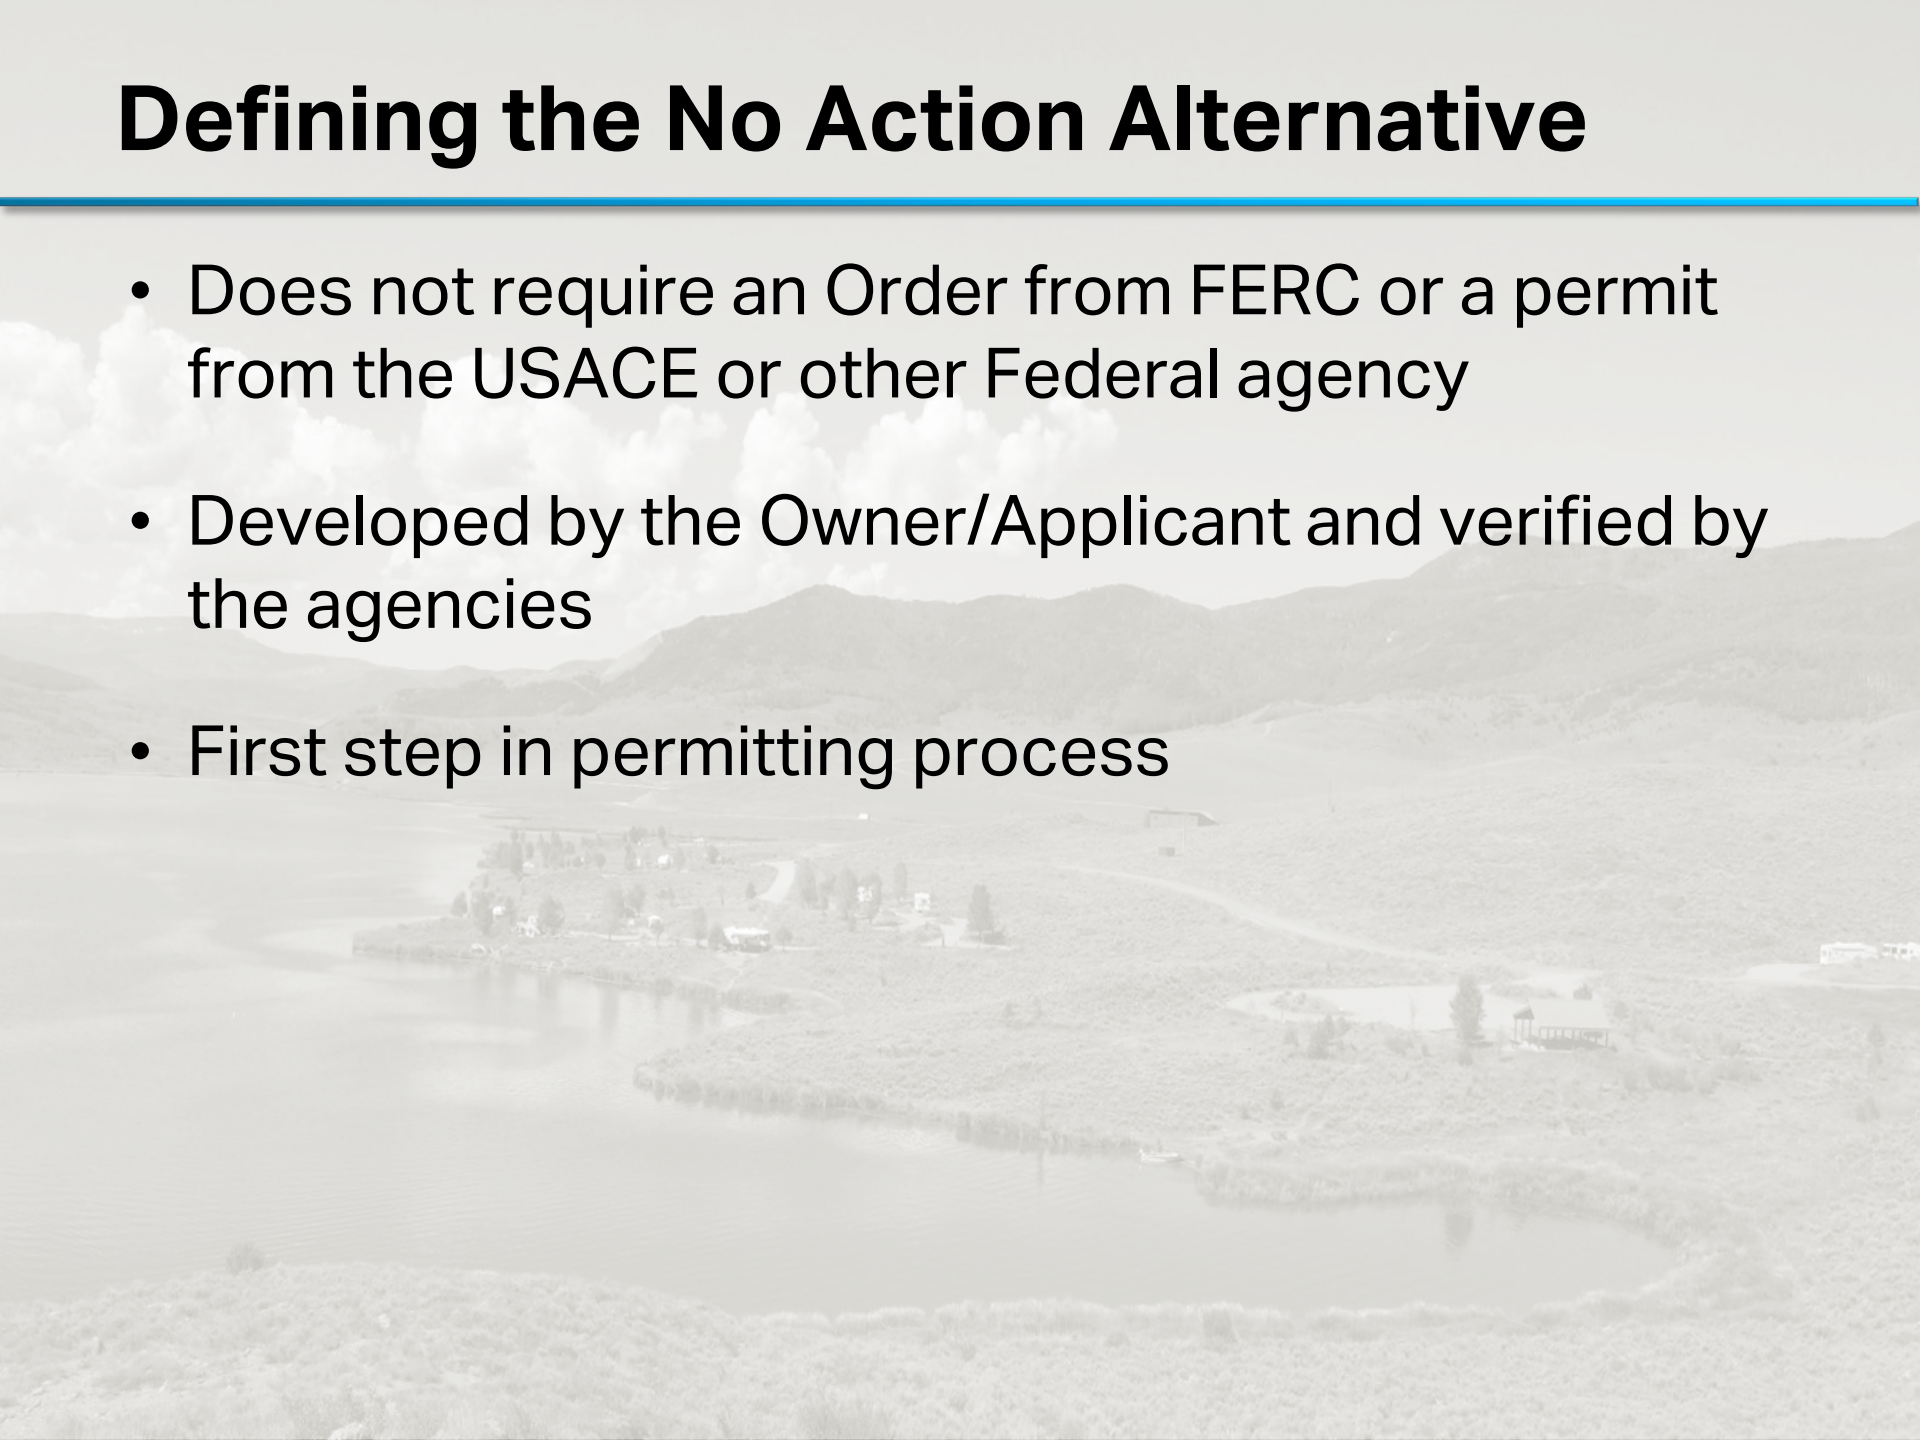 Defining the No Action Alternative
• Does not require an Order from FERC or a permit
from the USACE or other Federal agency
• Developed by the Owner/Applicant and verified by
the agencies
• First step in permitting process